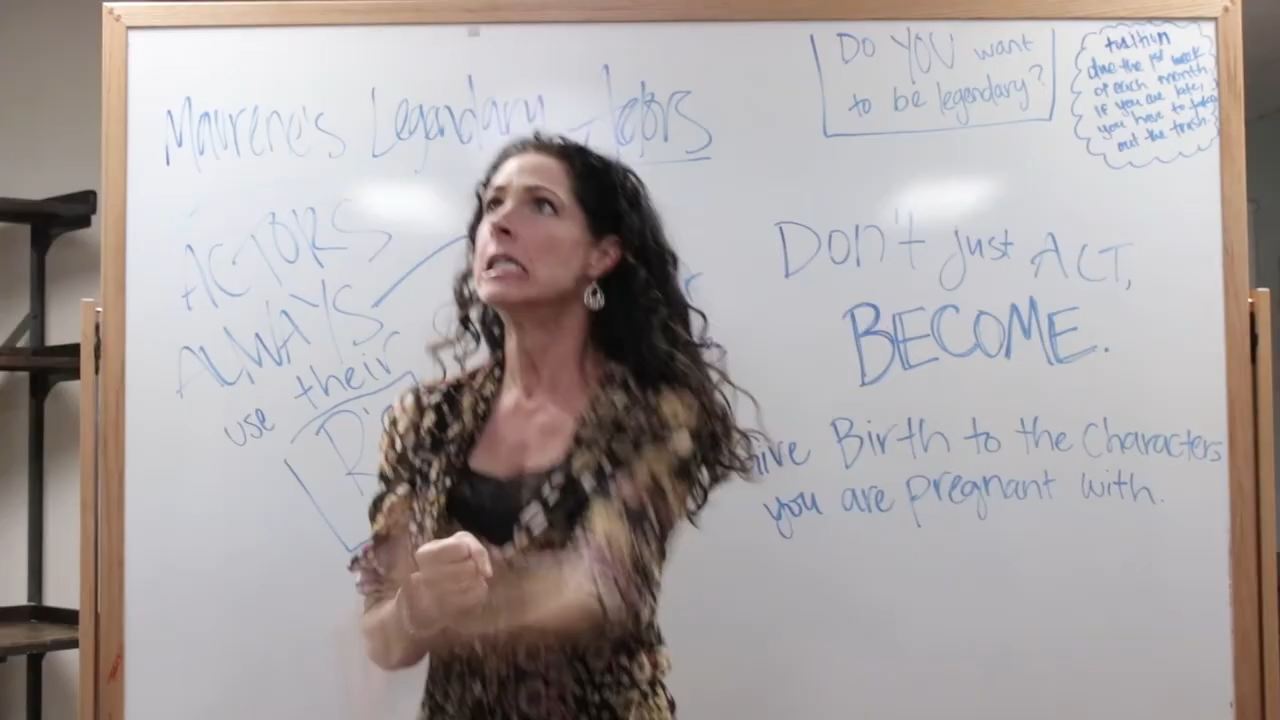 Maurene's Legendary Actors
Do YOU want
to be legendary?
tuition
due the 1st week
of each month,
if you are late,
you have to take
out the trash.
ACTORS
ALWAYS
use their
Don't just ACT,
BECOME.
Birth to the Characters
you are pregnant with.